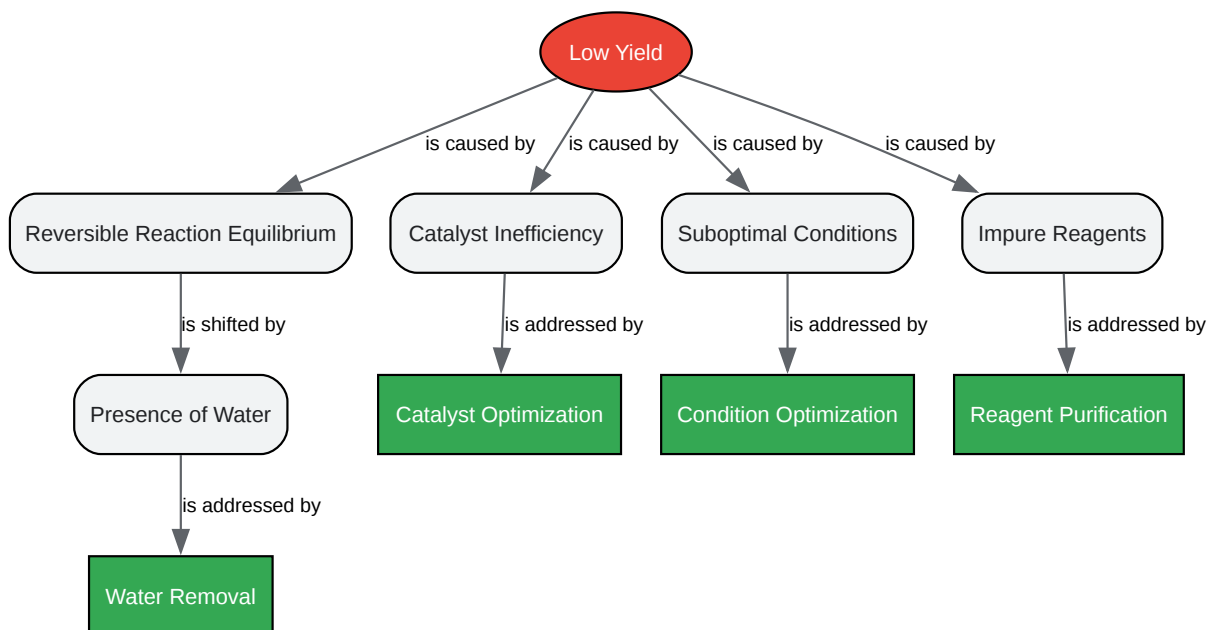 Low Yield
is caused by
is caused by
is caused by
is caused by
Reversible Reaction Equilibrium
Catalyst Inefficiency
Suboptimal Conditions
Impure Reagents
is shifted by
is addressed by
is addressed by
is addressed by
Presence of Water
Catalyst Optimization
Condition Optimization
Reagent Purification
is addressed by
Water Removal